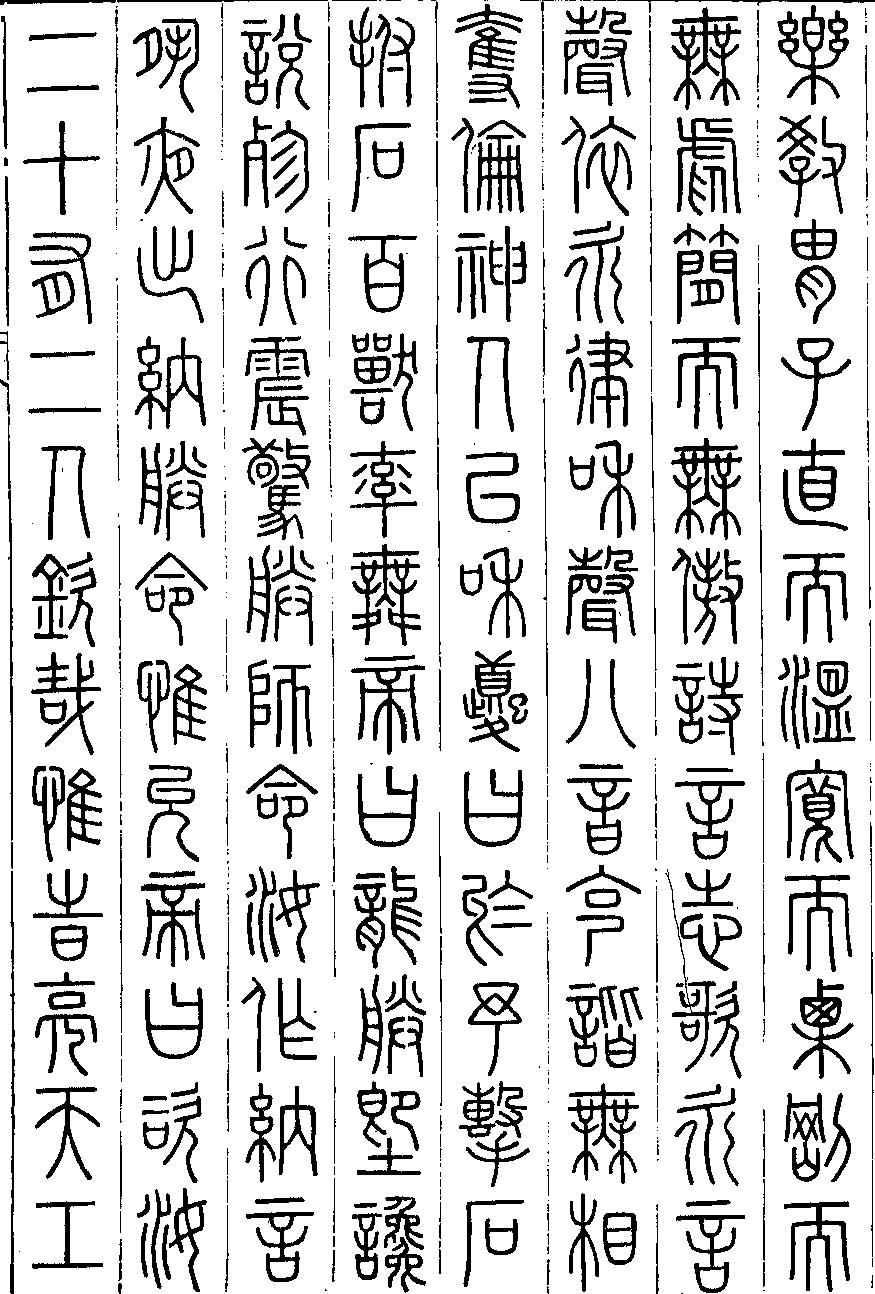 樂教胄子直而溫寬而栗剛而
無虐簡而無傲詩言志歌永言
聲依永律和聲八音克諧無相
奪倫神人以和夔曰於予擊石
拊石百獸率舞帝曰龍朕堲讒
說殄行震驚朕師命汝作納言
夙夜出納朕命惟允帝曰咨汝
二十有二人欽哉惟旹亮天工